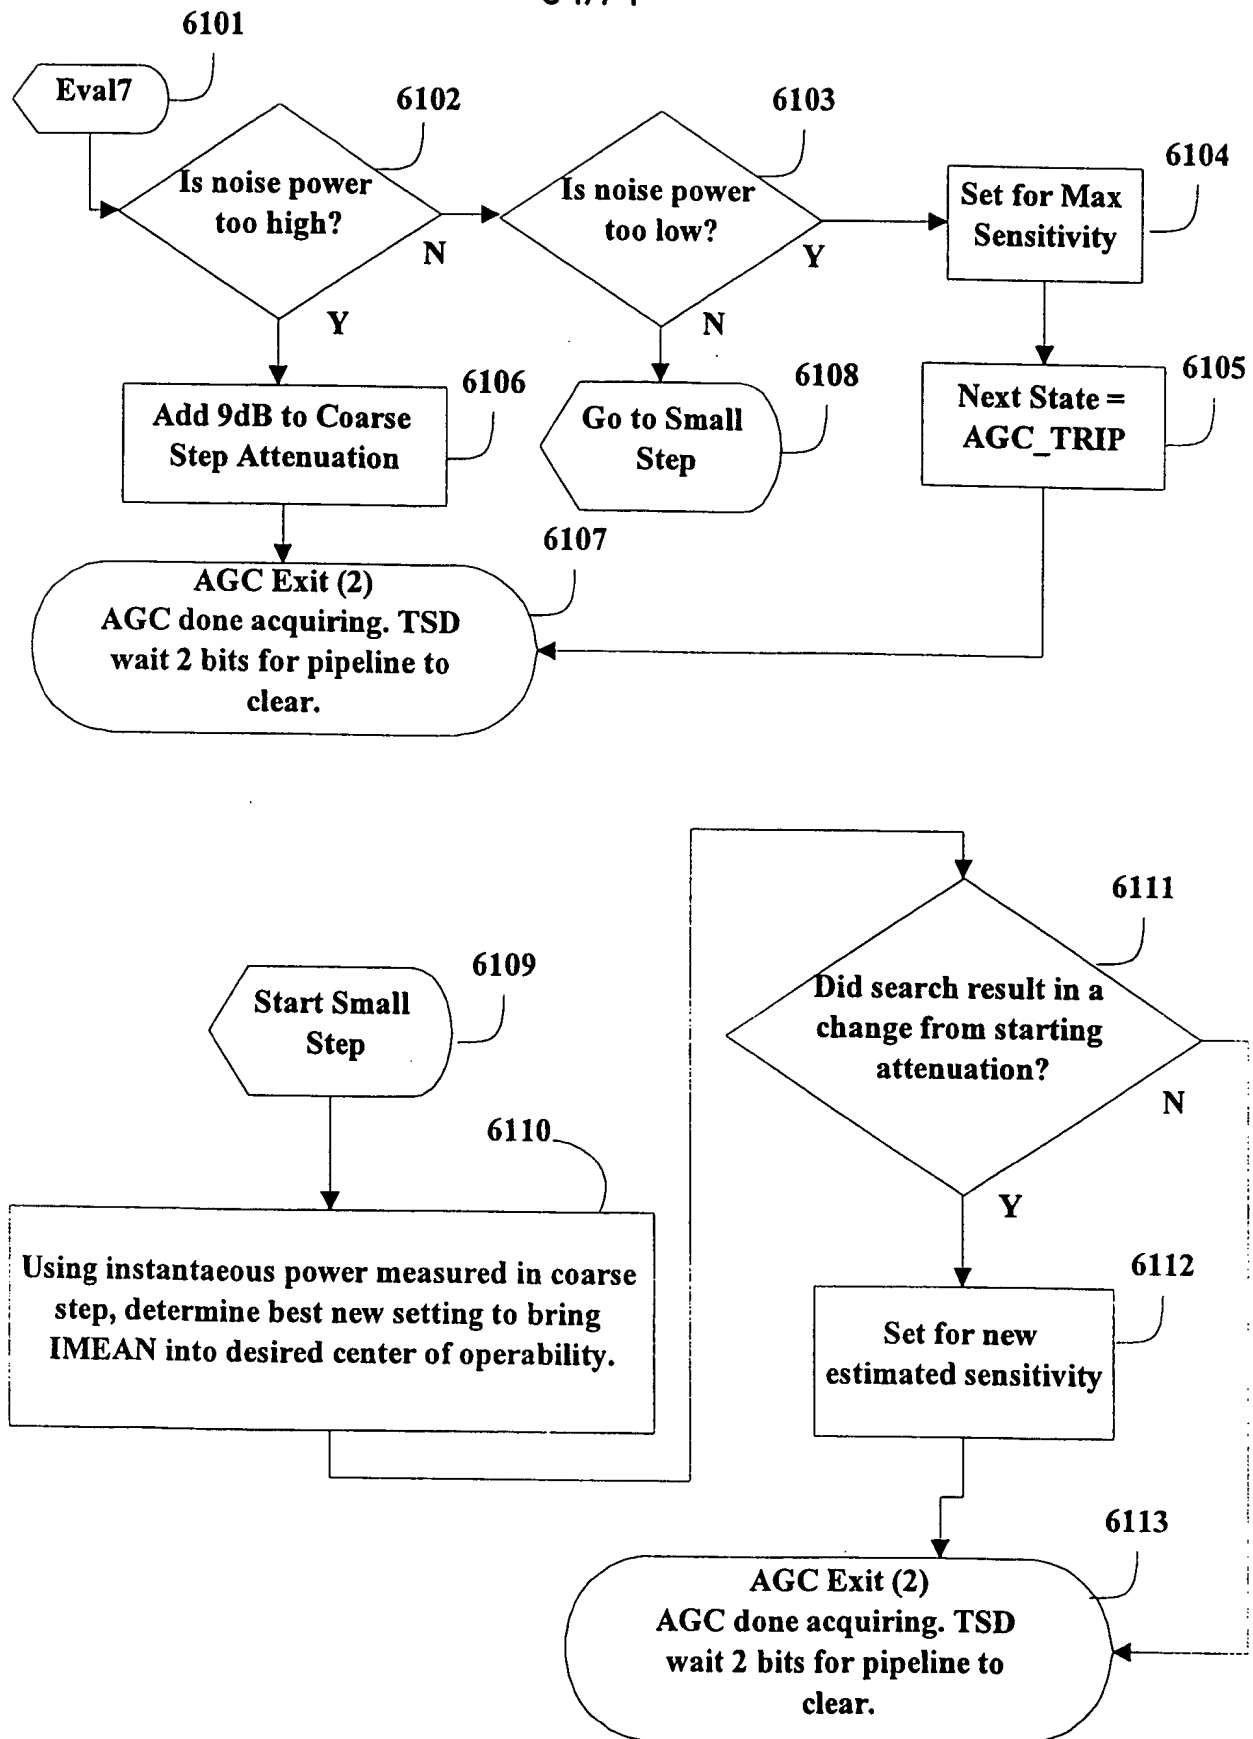 6101
Eval7
6102
Is noise power
too high?
N
Y
6103
Is noise power
too low?
Y
N
6104
Set for Max
Sensitivity
6105
Next State =
AGC_TRIP
6106
Add 9dB to Coarse
Step Attenuation
6108
Go to Small
Step
6107
AGC Exit (2)
AGC done acquiring. TSD
wait 2 bits for pipeline to
clear.
6109
Start Small
Step
6110
Using instantaeous power measured in coarse
step, determine best new setting to bring
IMEAN into desired center of operability.
6111
Did search result in a
change from starting
attenuation?
N
Y
6112
Set for new
estimated sensitivity
6113
AGC Exit (2)
AGC done acquiring. TSD
wait 2 bits for pipeline to
clear.